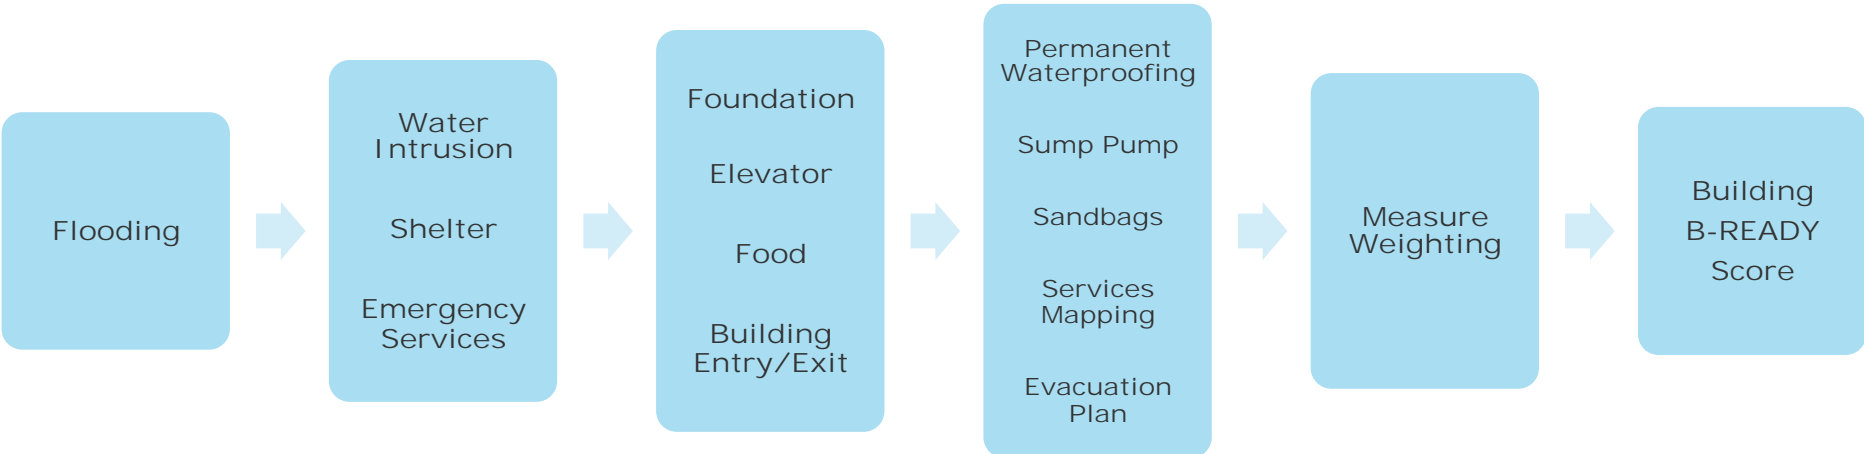 Flooding
Water
Intrusion
Shelter
Emergency
Services
Foundation
Elevator
Food
Building
Entry/Exit
Permanent
Waterproofing
Sump Pump
Sandbags
Services
Mapping
Evacuation
Plan
Measure
Weighting
Building
B-READY
Score